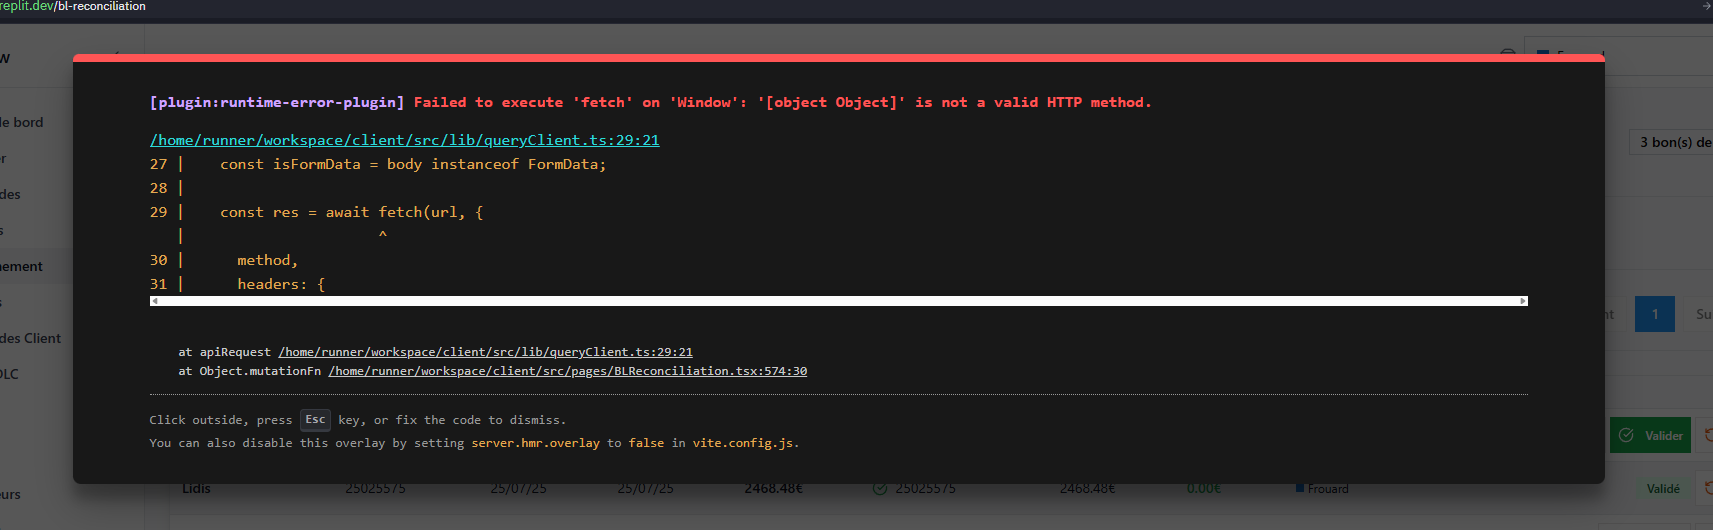 replit.dev/bl-reconciliation
W
de bord
er
des
s
nement
s
des Client
DLC
eurs
3 bon(s) de
nt 1 Su
Valider
[plugin:runtime-error-plugin] Failed to execute 'fetch' on 'Window': '[object Object]' is not a valid HTTP method.
/home/runner/workspace/client/src/lib/queryClient.ts:29:21
27 | const isFormData = body instanceof FormData;
28 |
29 | const res = await fetch(url, {
| ^
30 | method,
31 | headers: {
at apiRequest /home/runner/workspace/client/src/lib/queryClient.ts:29:21
at Object.mutationFn /home/runner/workspace/client/src/pages/BLReconciliation.tsx:574:30
Click outside, press Esc key, or fix the code to dismiss.
You can also disable this overlay by setting server.hmr.overlay to false in vite.config.js.
Lidis 25025575 25/07/25 25/07/25 2468.48€ 25025575 2468.48€ 0.00€ Frouard Validé